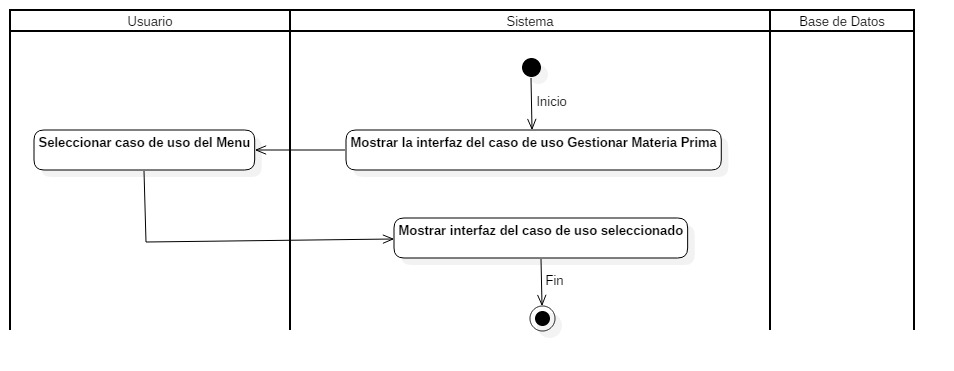 Usuario
Sistema
Base de Datos
Inicio
Seleccionar caso de uso del Menu
Mostrar la interfaz del caso de uso Gestionar Materia Prima
Mostrar interfaz del caso de uso seleccionado
Fin